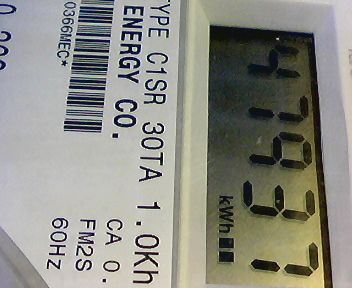 47937
kWh
TYPE C1SR 30TA 1.0Kh
ENERGY CO. CA 0.
FM2S
0366MEC* 60HZ